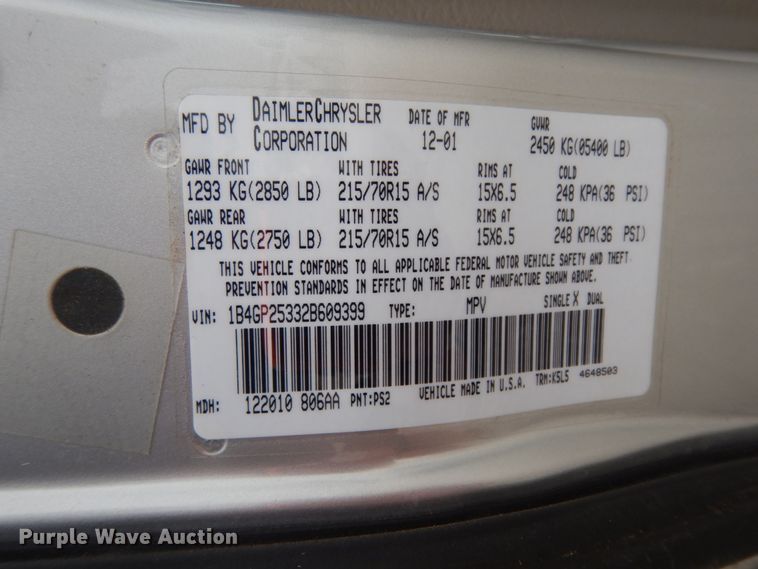 MFD BY DAIMLERCHRYSLER CORPORATION DATE OF MFR 12-01 GVWR 2450 KG(05400 LB)
GAWR FRONT WITH TIRES RIMS AT COLD
1293 KG(2850 LB) 215/70R15 A/S 15X6.5 248 KPA(36 PSI)
GAWR REAR WITH TIRES RIMS AT COLD
1248 KG(2750 LB) 215/70R15 A/S 15X6.5 248 KPA(36 PSI)
THIS VEHICLE CONFORMS TO ALL APPLICABLE FEDERAL MOTOR VEHICLE SAFETY AND THEFT
PREVENTION STANDARDS IN EFFECT ON THE DATE OF MANUFACTURE SHOWN ABOVE.
VIN: 1B4GP25332B609399 TYPE: MPV SINGLE X DUAL
MDH: 122010 806AA PNT:PS2 VEHICLE MADE IN U.S.A. TRM:K5L5 4648503
Purple Wave Auction